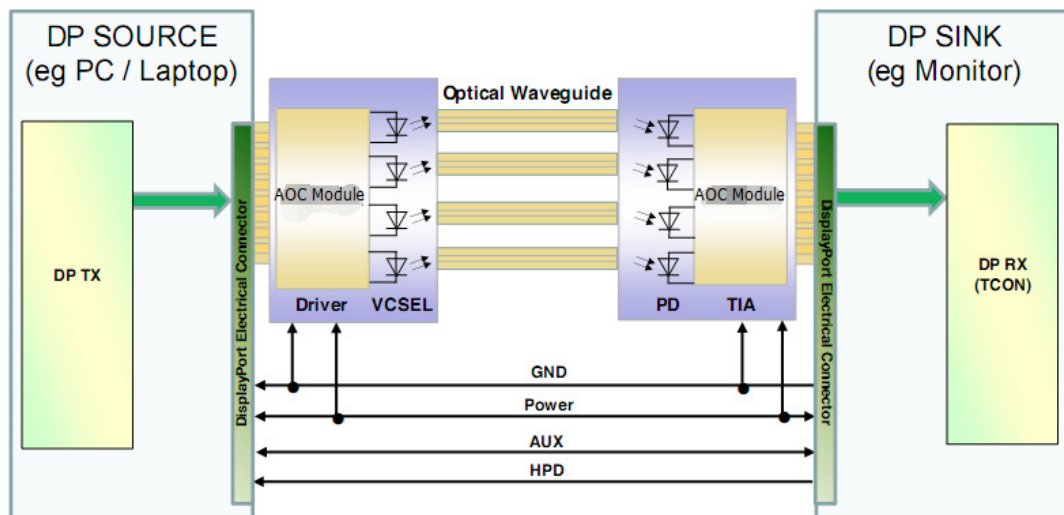 DP SOURCE
(eg PC / Laptop)
DP TX
DisplayPort Electrical Connector
AOC Module
Driver
VCSEL
Optical Waveguide
AOC Module
PD
TIA
DisplayPort Electrical Connector
DP SINK
(eg Monitor)
DP RX
(TCON)
GND
Power
AUX
HPD